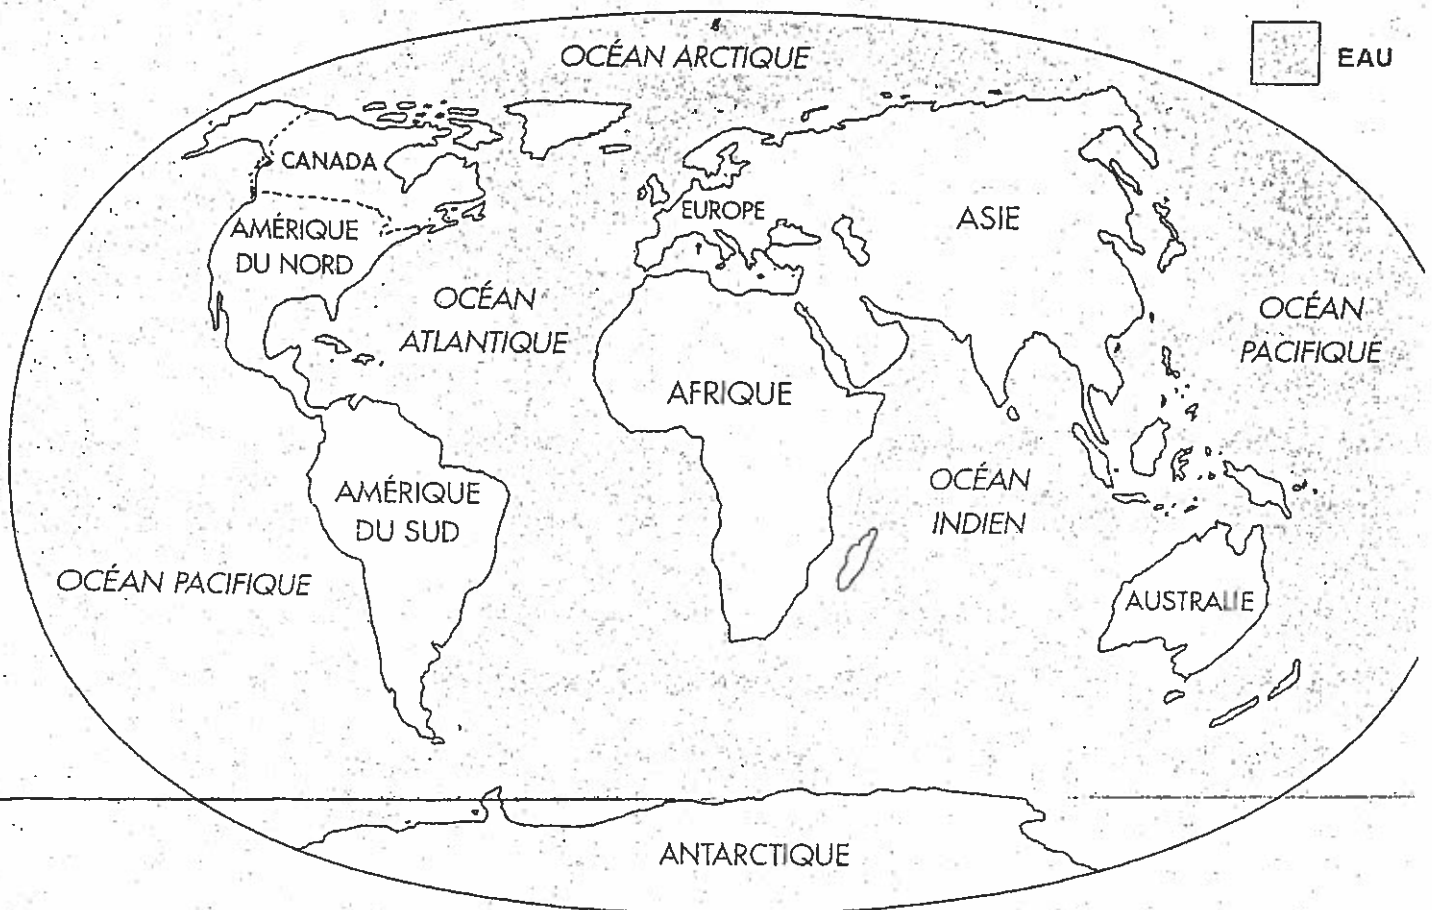 OCÉAN ARCTIQUE
EAU
CANADA
EUROPE
ASIE
AMÉRIQUE
DU NORD
OCÉAN
ATLANTIQUE
OCÉAN
PACIFIQUE
AFRIQUE
AMÉRIQUE
DU SUD
OCÉAN
INDIEN
OCÉAN PACIFIQUE
AUSTRALIE
ANTARCTIQUE